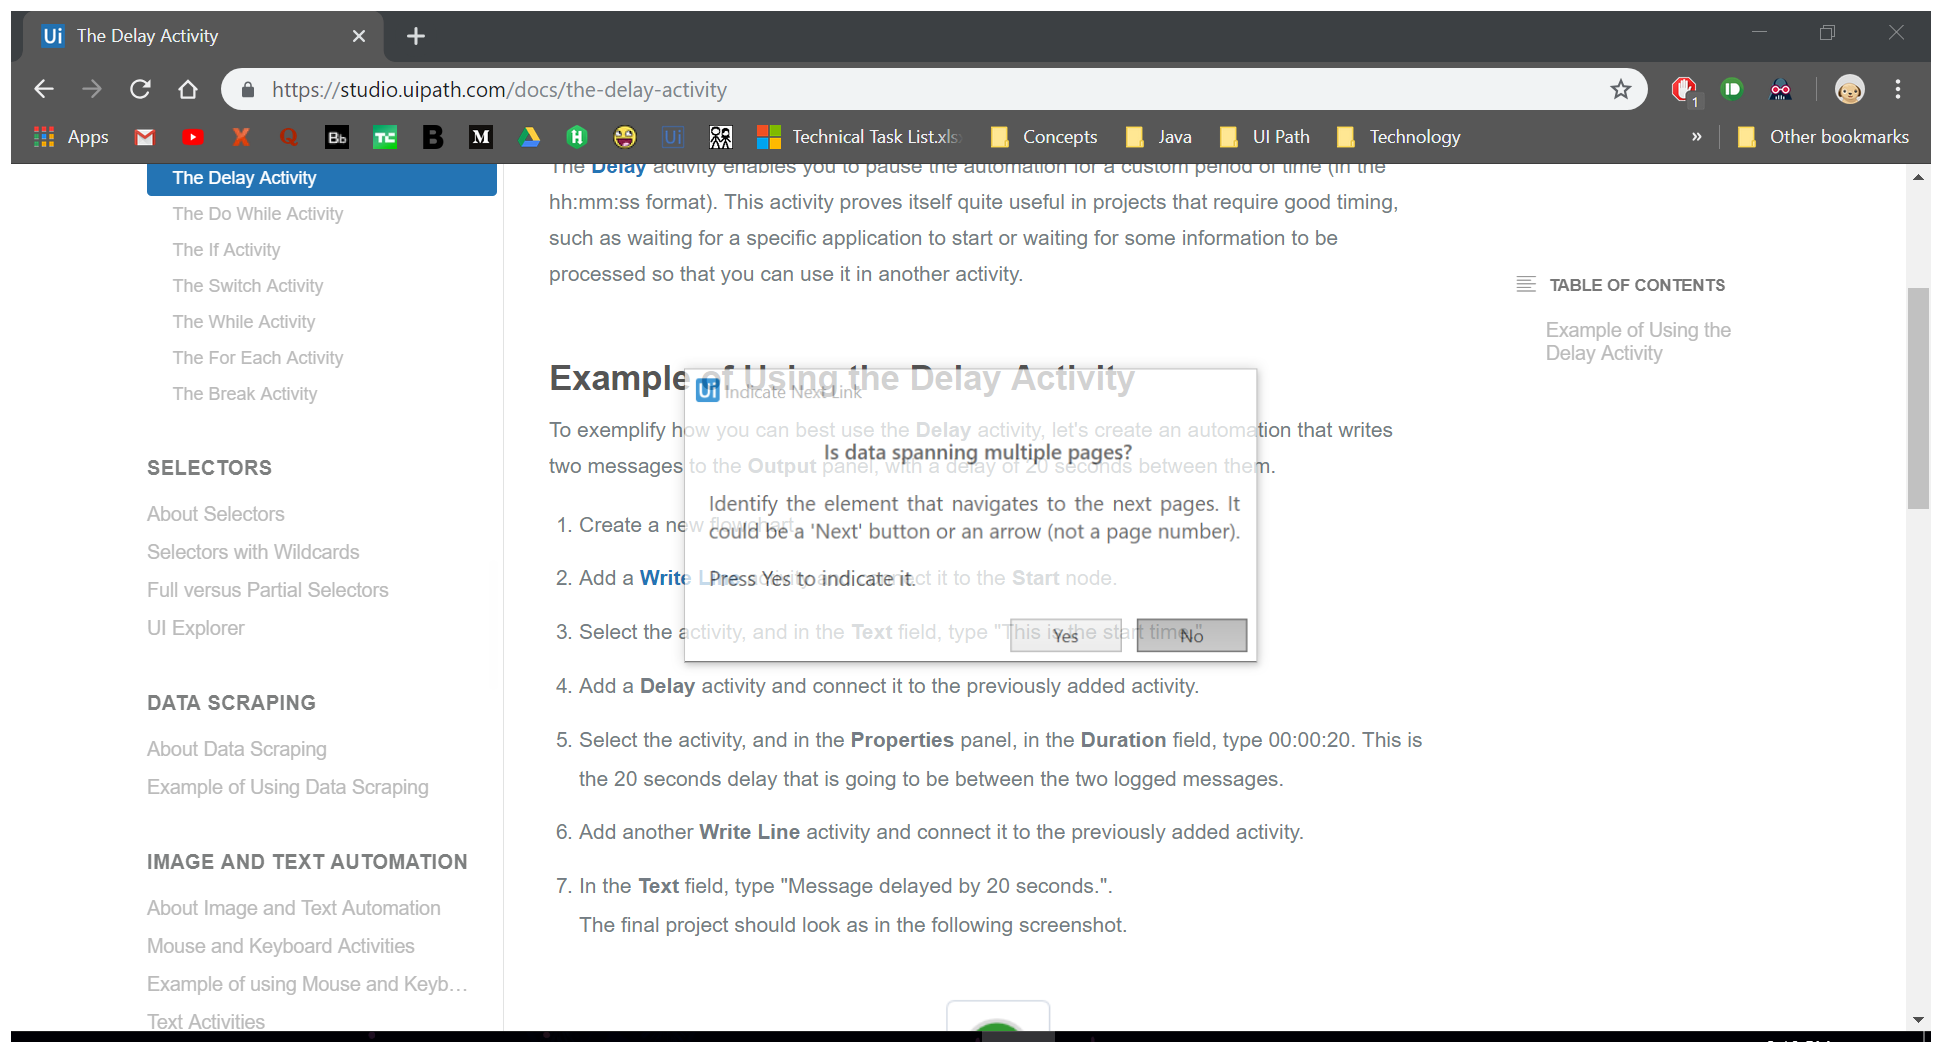 Ui The Delay Activity
https://studio.uipath.com/docs/the-delay-activity
1
Apps Bb TC B M Ui Technical Task List.xls Concepts Java UI Path Technology » Other bookmarks
The Delay Activity
The Do While Activity
The If Activity
The Switch Activity
The While Activity
The For Each Activity
The Break Activity
SELECTORS
About Selectors
Selectors with Wildcards
Full versus Partial Selectors
UI Explorer
DATA SCRAPING
About Data Scraping
Example of Using Data Scraping
IMAGE AND TEXT AUTOMATION
About Image and Text Automation
Mouse and Keyboard Activities
Example of using Mouse and Keyb…
Text Activities
The Delay activity enables you to pause the automation for a custom period of time (in the
hh:mm:ss format). This activity proves itself quite useful in projects that require good timing,
such as waiting for a specific application to start or waiting for some information to be
processed so that you can use it in another activity.
Example of Using the Delay Activity
To exemplify how you can best use the Delay activity, let's create an automation that writes
two messages to the Output panel, with a delay of 20 seconds between them.
1. Create a new flowchart.
2. Add a Write Line activity and connect it to the Start node.
3. Select the activity, and in the Text field, type "This is the start time."
4. Add a Delay activity and connect it to the previously added activity.
5. Select the activity, and in the Properties panel, in the Duration field, type 00:00:20. This is
the 20 seconds delay that is going to be between the two logged messages.
6. Add another Write Line activity and connect it to the previously added activity.
7. In the Text field, type "Message delayed by 20 seconds.".
The final project should look as in the following screenshot.
Ui Indicate Next Link
Is data spanning multiple pages?
Identify the element that navigates to the next pages. It
could be a 'Next' button or an arrow (not a page number).
Press Yes to indicate it.
Yes No
TABLE OF CONTENTS
Example of Using the
Delay Activity